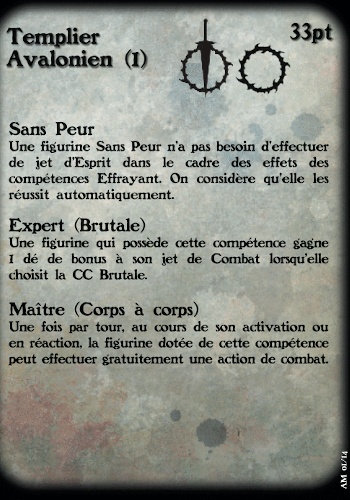 Templier
Avalonien (1)
33pt
Sans Peur
Une figurine Sans Peur n'a pas besoin d'effectuer
de jet d'Esprit dans le cadre des effets des
compétences Effrayant. On considère qu'elle les
réussit automatiquement.
Expert (Brutale)
Une figurine qui possède cette compétence gagne
1 dé de bonus à son jet de Combat lorsqu'elle
choisit la CC Brutale.
Maître (Corps à corps)
Une fois par tour, au cours de son activation ou
en réaction, la figurine dotée de cette compétence
peut effectuer gratuitement une action de combat.
AM 01/14